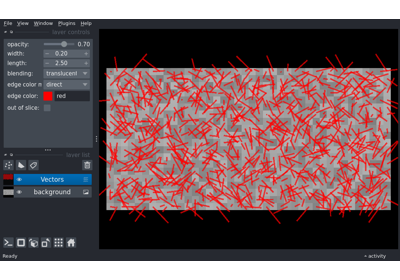 File View Window Plugins Help
layer controls
opacity: 0.70
width: 0.20
length: 2.50
blending: translucent
edge color m direct
edge color: red
out of slice:
layer list
Vectors
background
Ready
activity